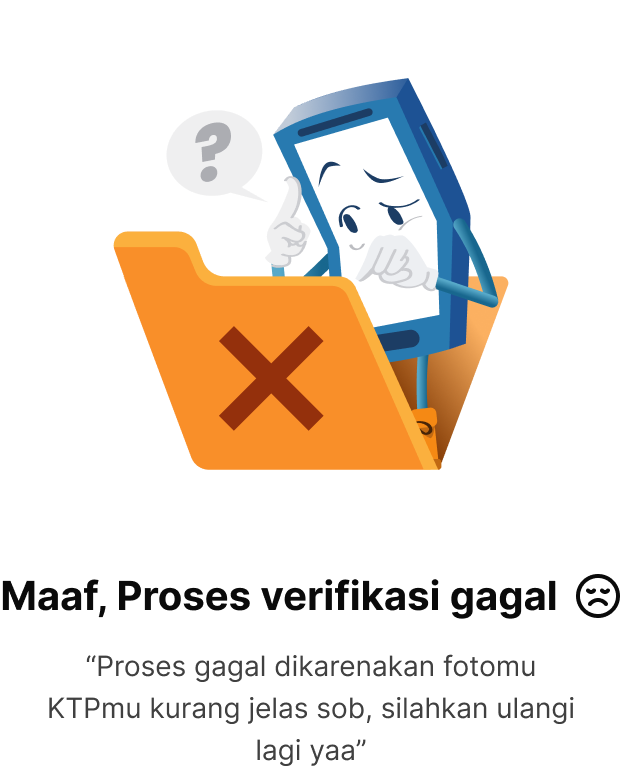 ?
Maaf, Proses verifikasi gagal
“Proses gagal dikarenakan fotomu
KTPmu kurang jelas sob, silahkan ulangi
lagi yaa”